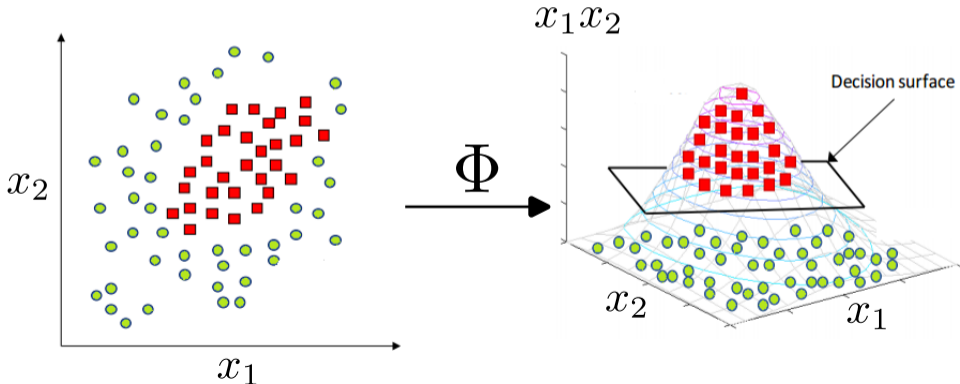 x₁x₂
Decision surface
x₂
Φ
x₂
x₁
x₁